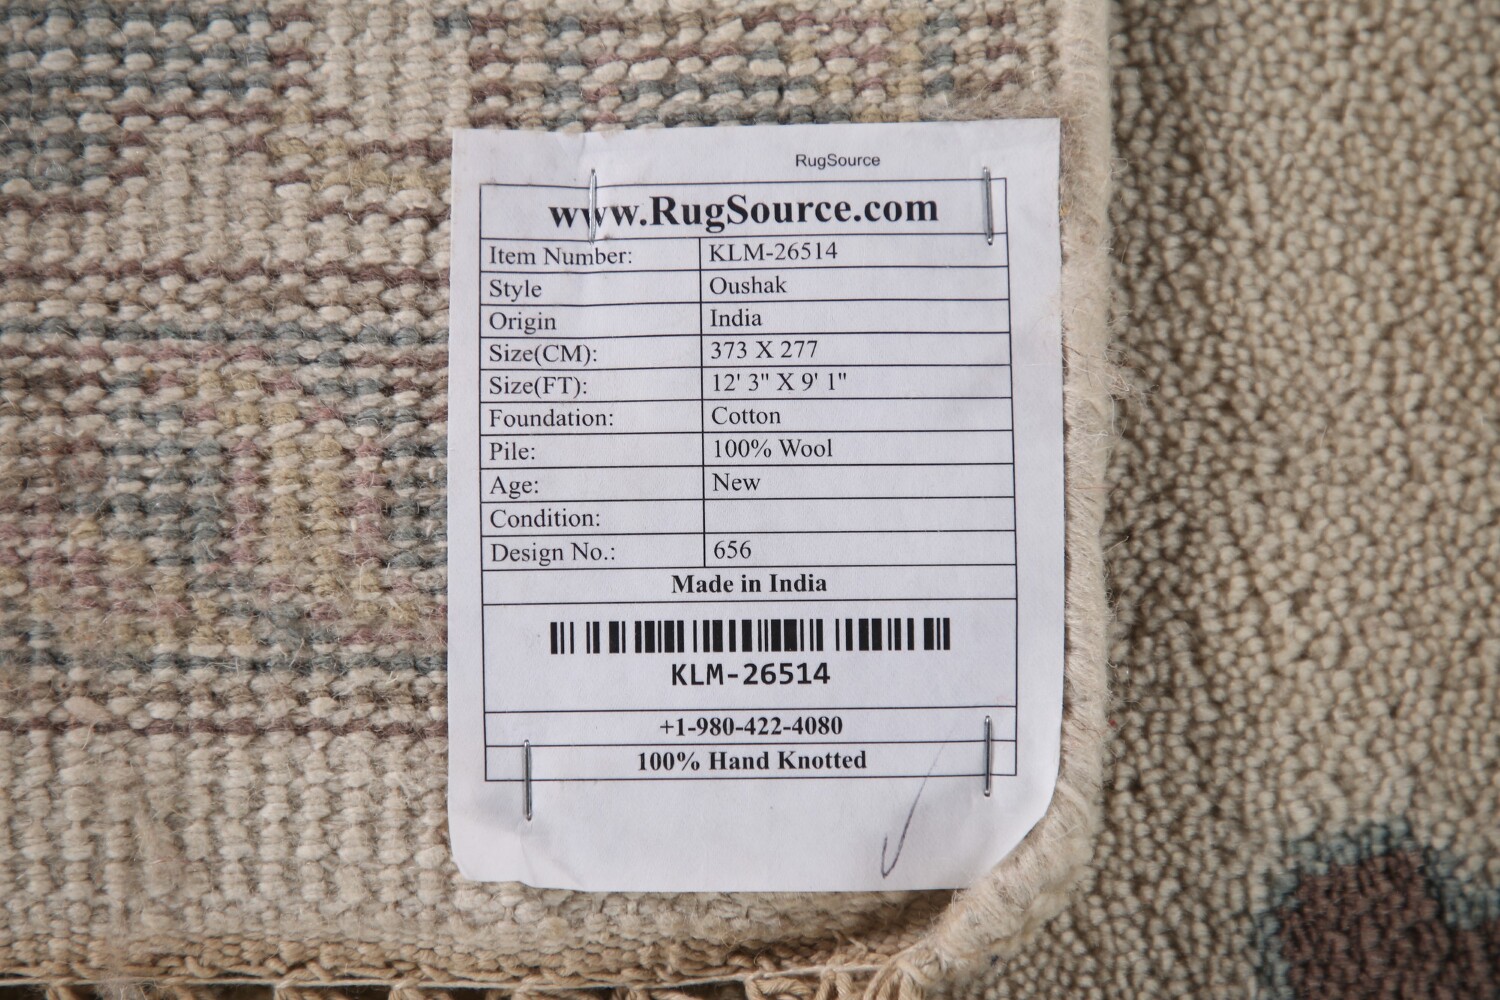 RugSource
www.RugSource.com
Item Number: KLM-26514
Style Oushak
Origin India
Size(CM): 373 X 277
Size(FT): 12' 3" X 9' 1"
Foundation: Cotton
Pile: 100% Wool
Age: New
Condition:
Design No.: 656
Made in India
KLM-26514
+1-980-422-4080
100% Hand Knotted